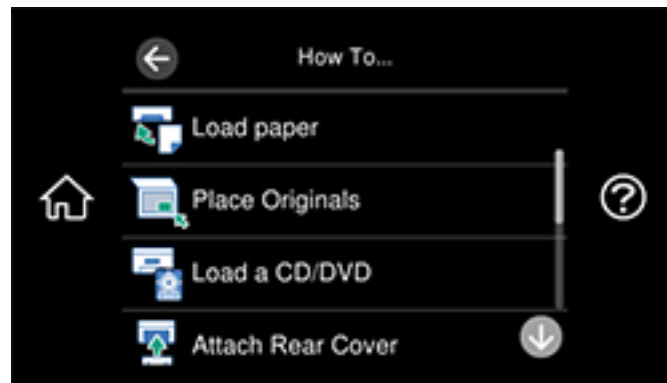 How To...
Load paper
Place Originals
Load a CD/DVD
Attach Rear Cover